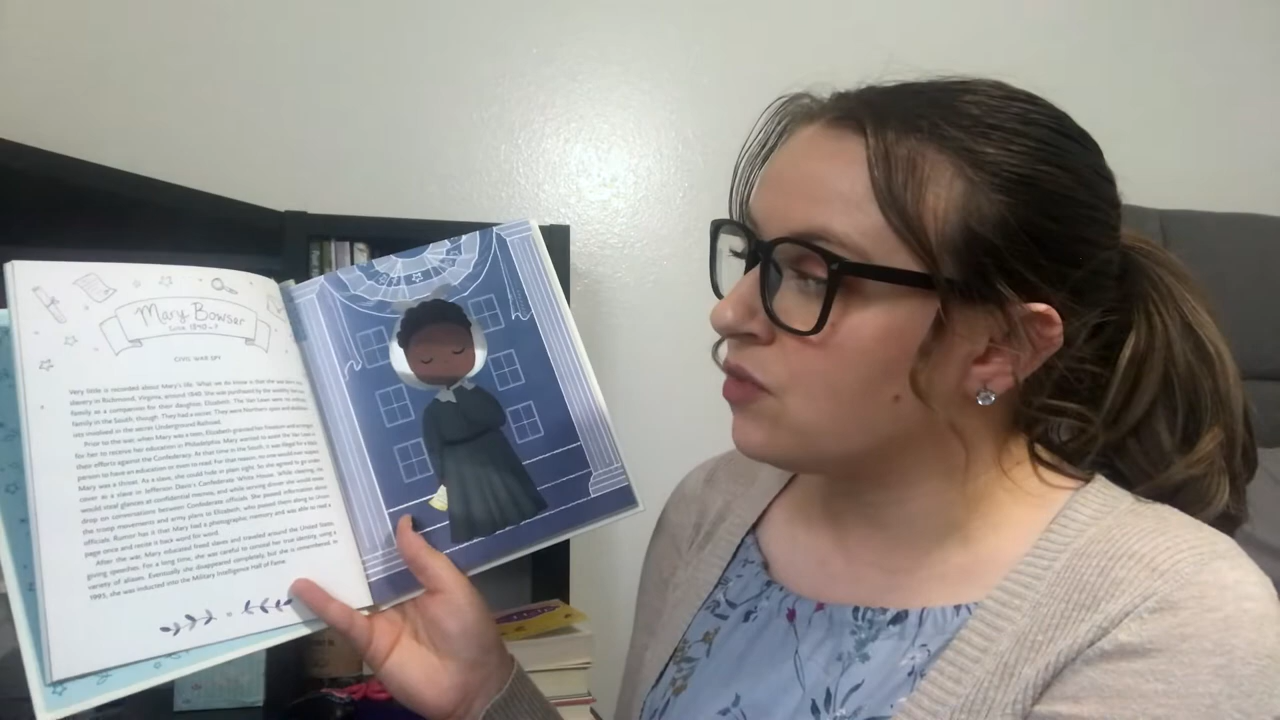 Mary Bowser
CIVIL WAR SPY
Very little is recorded about Mary's life. What we do know is that she was born into
slavery in Richmond, Virginia, around 1840. She was purchased by the wealthy
family as a companion for their daughter, Elizabeth. The Van Lews were no ordinary
family in the South, though. They had a secret. They were Northern spies and abolition-
ists involved in the secret Underground Railroad.
Prior to the war, when Mary was a teen, Elizabeth granted her freedom and arranged
for her to receive her education in Philadelphia. Mary wanted to assist the Van Lews in
their efforts against the Confederacy. At that time in the South, it was illegal for a
person to have an education or even to read. For that reason, no one would ever suspect
Mary was a threat. As a slave, she could hide in plain sight. So she agreed to go under-
cover as a slave in Jefferson Davis's Confederate White House. While cleaning, she
would steal glances at confidential memos, and while serving dinner she would eaves-
drop on conversations between Confederate officials. She passed information about
the troop movements and army plans to Elizabeth, who passed them along to Union
officials. Rumor has it that Mary had a photographic memory and was able to read a
page once and recite it back word for word.
After the war, Mary educated freed slaves and traveled around the United States
giving speeches. For a long time, she was careful to conceal her true identity, using a
variety of aliases. Eventually she disappeared completely, but she is remembered. In
1995, she was inducted into the Military Intelligence Hall of Fame.